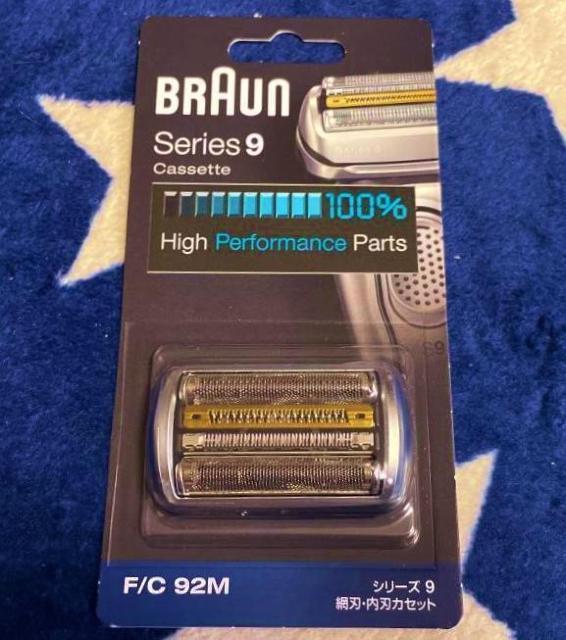 BRAUN
Series 9
Cassette
100%
High Performance Parts
S9
F/C 92M
シリーズ 9
網刃・内刃カセット